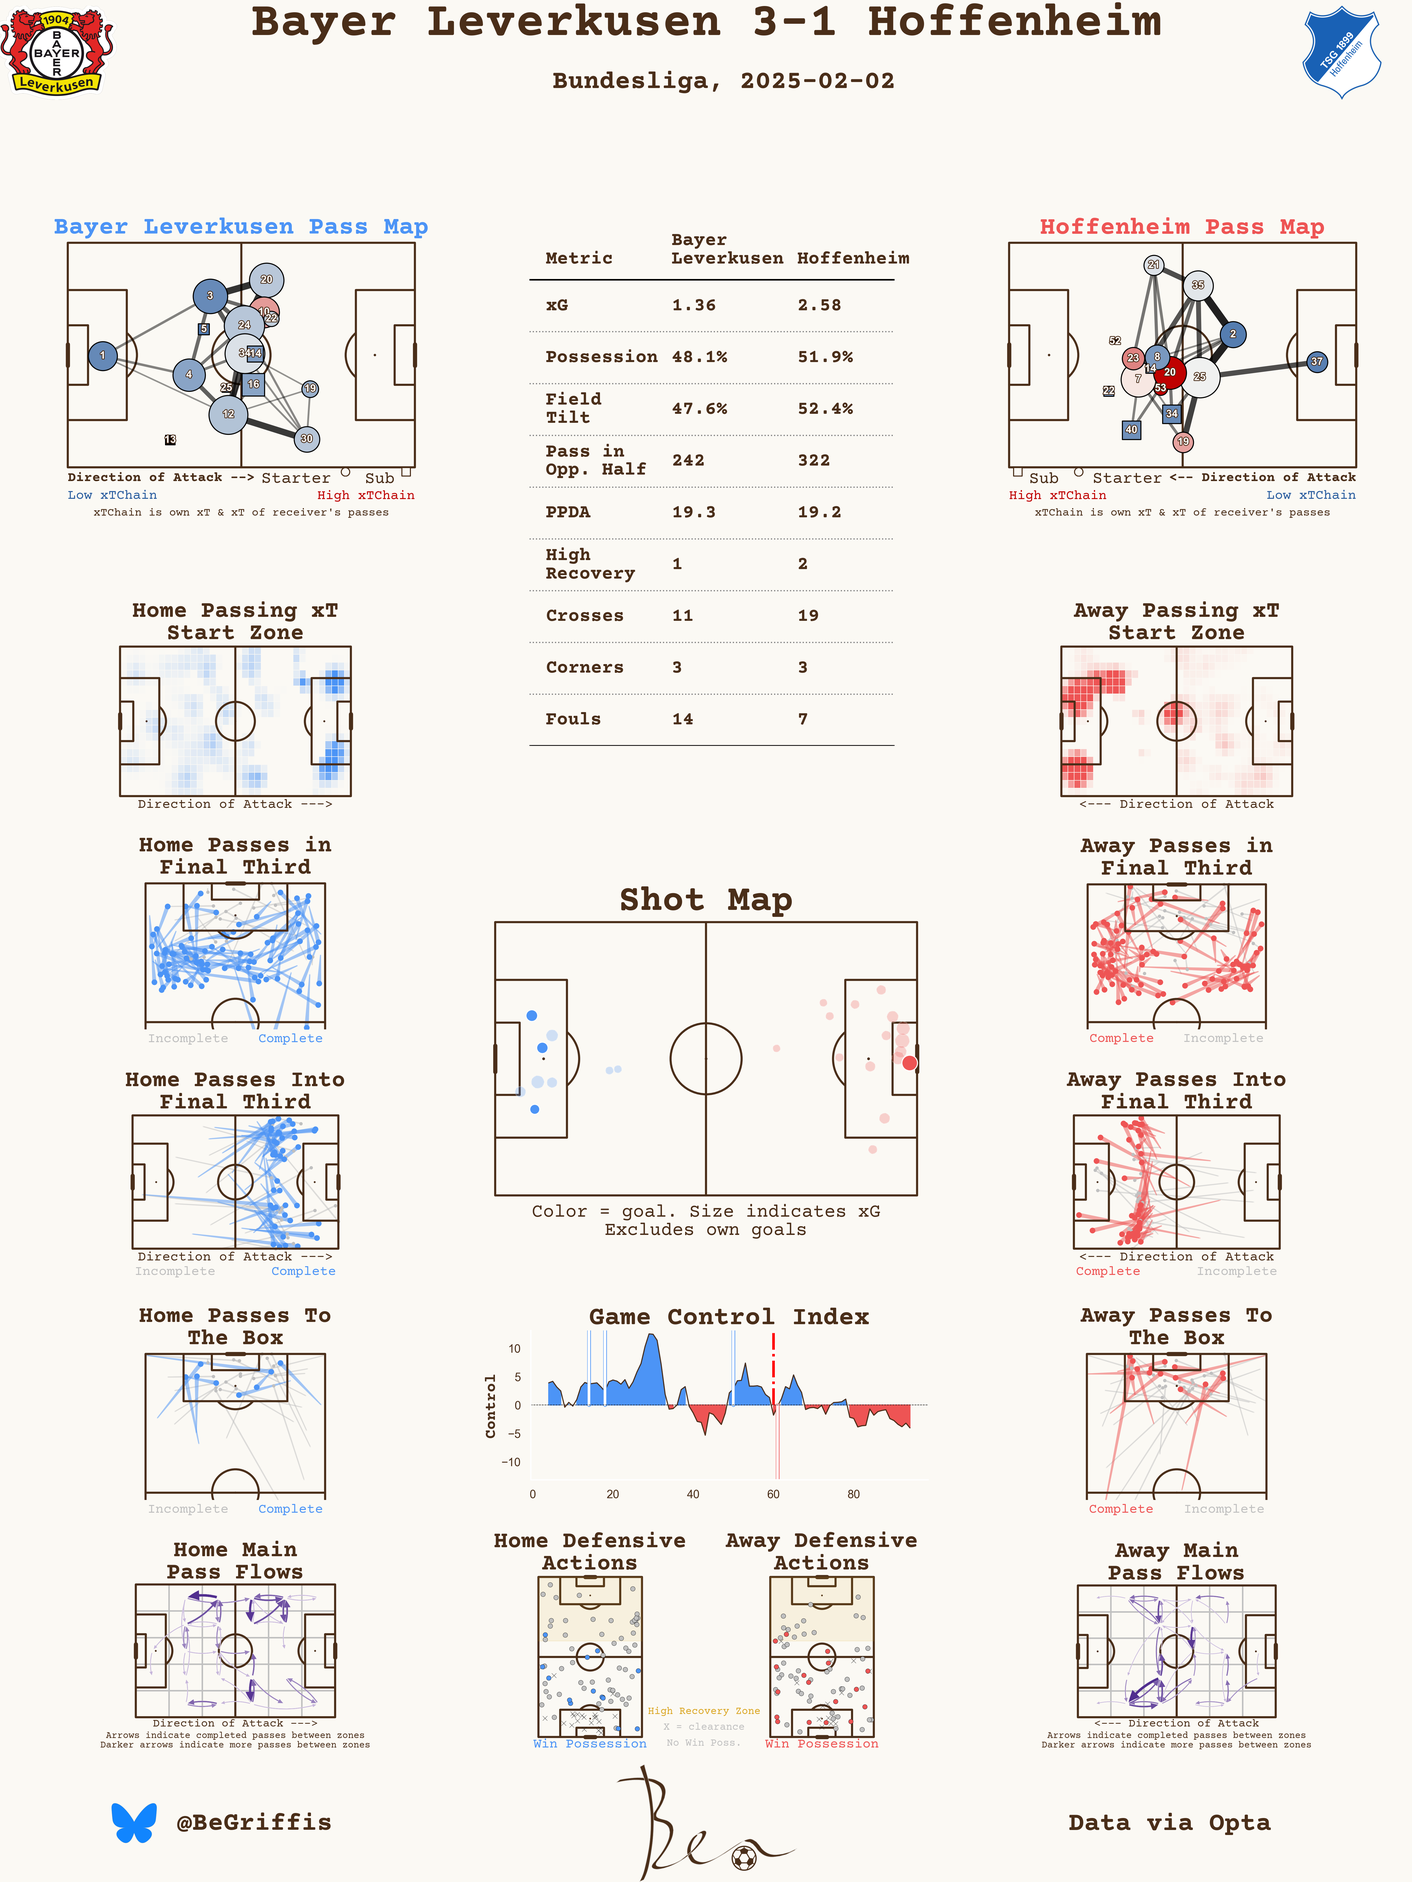 Bayer Leverkusen 3-1 Hoffenheim
Bundesliga, 2025-02-02
1904
BAYER
BAYER
Leverkusen
TSG 1899
Hoffenheim
Bayer Leverkusen Pass Map
3
20
10
22
5
24
1
34
14
4
16
25
19
12
13
30
Direction of Attack --> Starter Sub
Low xTChain High xTChain
xTChain is own xT & xT of receiver's passes
Metric Bayer Leverkusen Hoffenheim
xG 1.36 2.58
Possession 48.1% 51.9%
Field Tilt 47.6% 52.4%
Pass in Opp. Half 242 322
PPDA 19.3 19.2
High Recovery 1 2
Crosses 11 19
Corners 3 3
Fouls 14 7
Hoffenheim Pass Map
21
35
2
52
23
8
37
14
20
7
25
53
22
34
40
19
Sub Starter <-- Direction of Attack
High xTChain Low xTChain
xTChain is own xT & xT of receiver's passes
Home Passing xT
Start Zone
Direction of Attack --->
Away Passing xT
Start Zone
<--- Direction of Attack
Home Passes in
Final Third
Incomplete Complete
Away Passes in
Final Third
Complete Incomplete
Shot Map
Color = goal. Size indicates xG
Excludes own goals
Home Passes Into
Final Third
Direction of Attack --->
Incomplete Complete
Away Passes Into
Final Third
<--- Direction of Attack
Complete Incomplete
Home Passes To
The Box
Incomplete Complete
Game Control Index
Control
10
5
0
−5
−10
0 20 40 60 80
Away Passes To
The Box
Complete Incomplete
Home Main
Pass Flows
Direction of Attack --->
Arrows indicate completed passes between zones
Darker arrows indicate more passes between zones
Home Defensive
Actions
Win Possession
Away Defensive
Actions
Win Possession
High Recovery Zone
X = clearance
No Win Poss.
Away Main
Pass Flows
<--- Direction of Attack
Arrows indicate completed passes between zones
Darker arrows indicate more passes between zones
@BeGriffis
Ben
Data via Opta